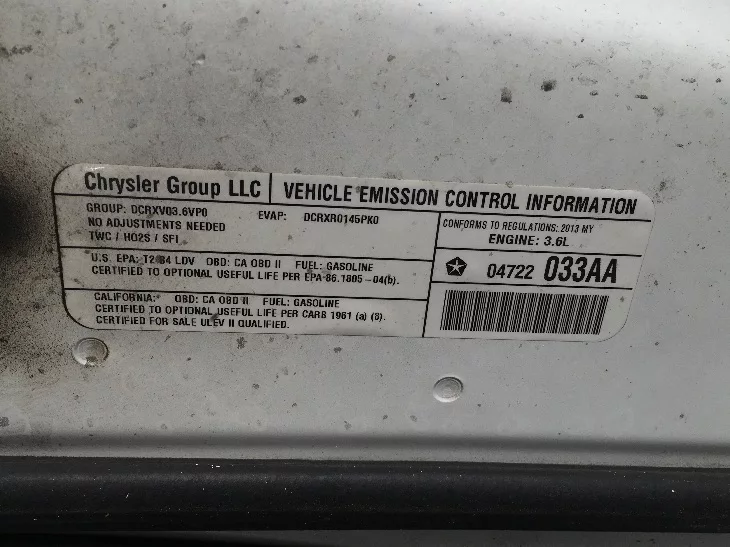 Chrysler Group LLC
VEHICLE EMISSION CONTROL INFORMATION
GROUP: DCRXV03.6VP0 EVAP: DCRXR0145PK0
NO ADJUSTMENTS NEEDED
TWC / HO2S / SFI
CONFORMS TO REGULATIONS: 2013 MY
ENGINE: 3.6L
*U.S. EPA: T2B4 LDV OBD: CA OBD II FUEL: GASOLINE
CERTIFIED TO OPTIONAL USEFUL LIFE PER EPA-86.1805-04(b).
04722 033AA
CALIFORNIA:* OBD: CA OBD II FUEL: GASOLINE
CERTIFIED TO OPTIONAL USEFUL LIFE PER CARB 1961 (a) (8).
CERTIFIED FOR SALE ULEV II QUALIFIED.